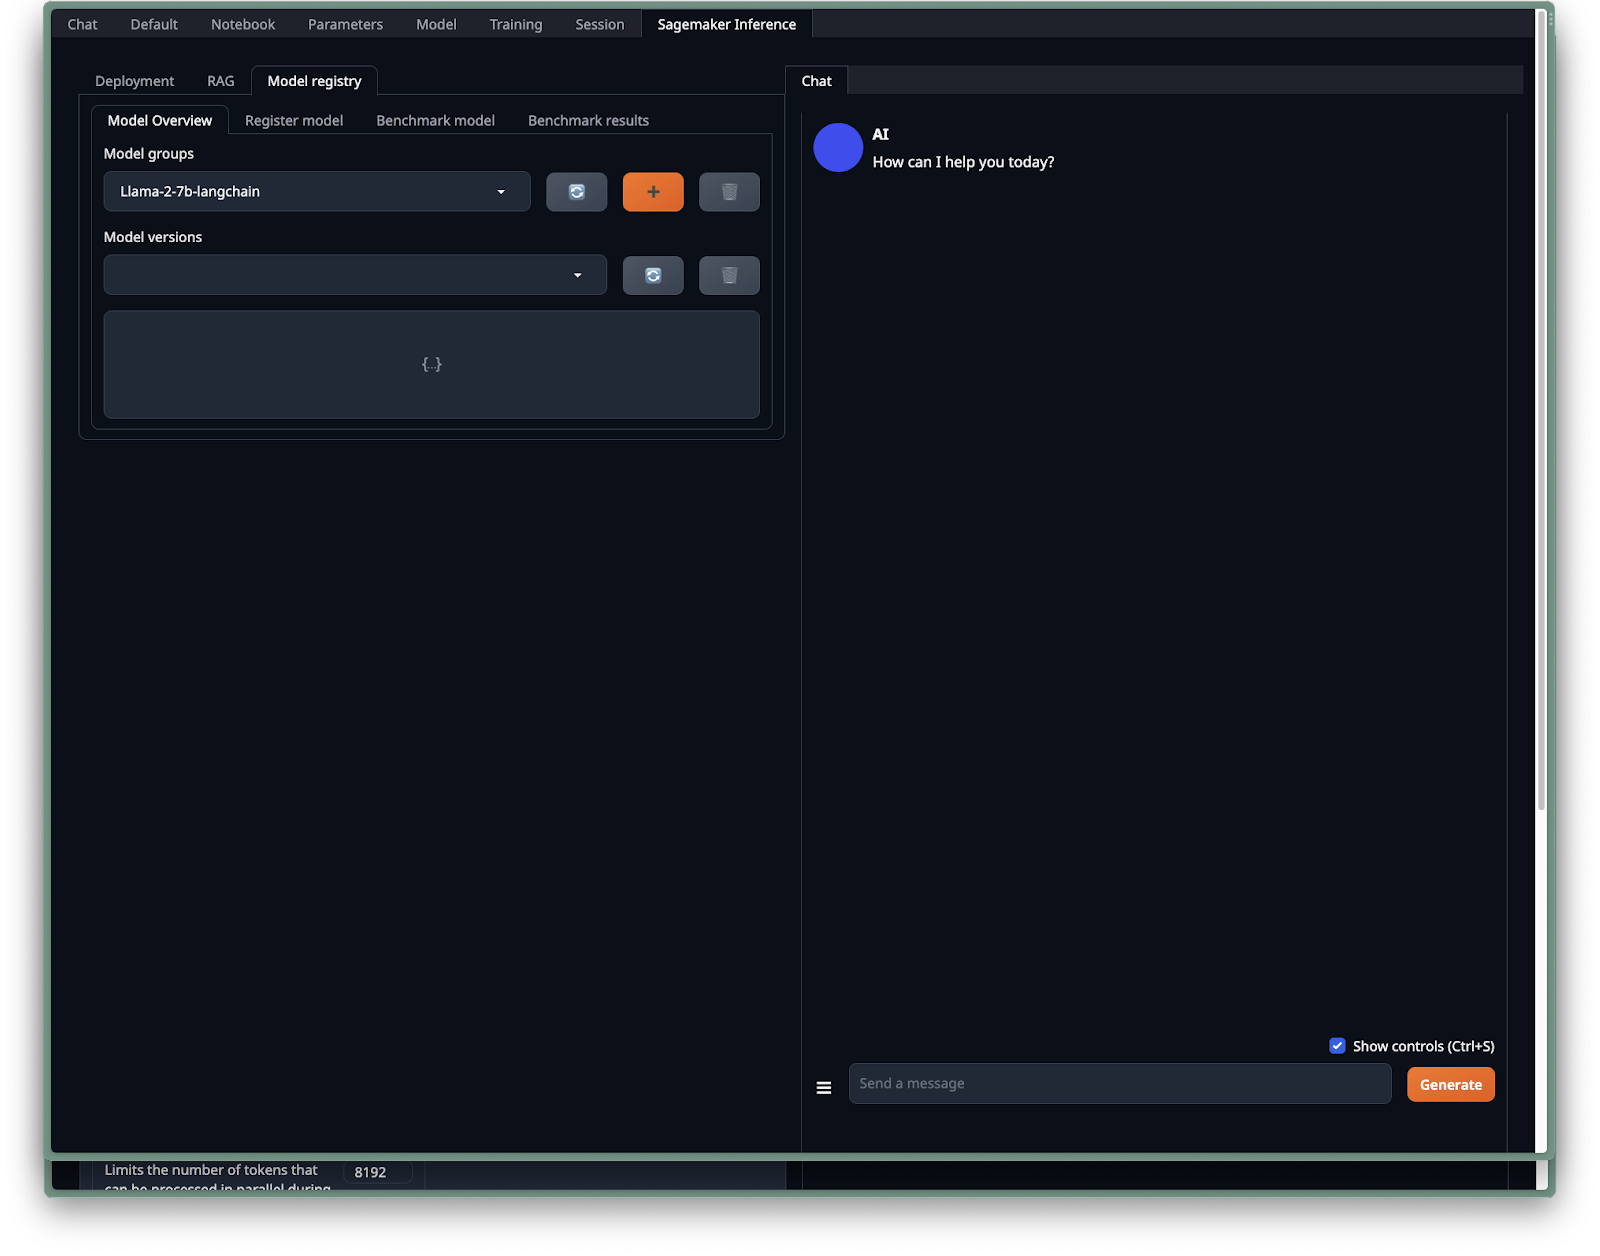 Chat Default Notebook Parameters Model Training Session Sagemaker Inference
Deployment RAG Model registry
Model Overview Register model Benchmark model Benchmark results
Model groups
Llama-2-7b-langchain
+
Model versions
{...}
Chat
AI
How can I help you today?
Show controls (Ctrl+S)
Send a message
Generate
Limits the number of tokens that
8192
can be processed in parallel during